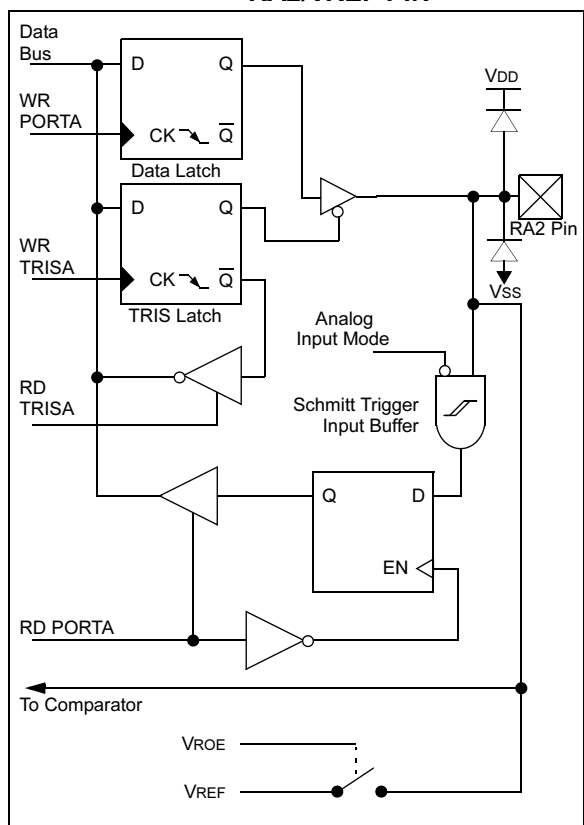 RA2/VREF PIN
Data
Bus
D Q
VDD
WR
PORTA
CK Q
Data Latch
D Q
RA2 Pin
WR
TRISA
CK Q
VSS
TRIS Latch
Analog
Input Mode
RD
TRISA
Schmitt Trigger
Input Buffer
Q D
EN
RD PORTA
To Comparator
VROE
VREF